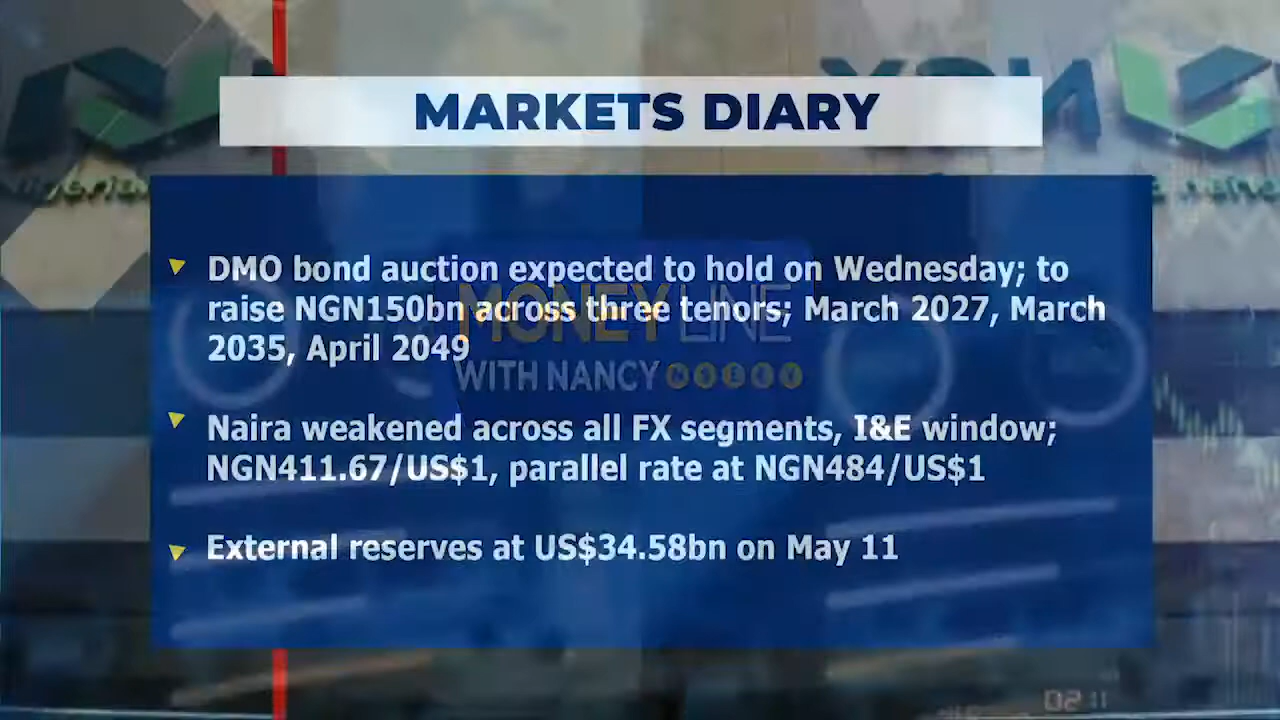 MARKETS DIARY
DMO bond auction expected to hold on Wednesday; to
raise NGN150bn across three tenors; March 2027, March
2035, April 2049
MONEYLINE
WITH NANCY
Naira weakened across all FX segments, I&E window;
NGN411.67/US$1, parallel rate at NGN484/US$1
External reserves at US$34.58bn on May 11